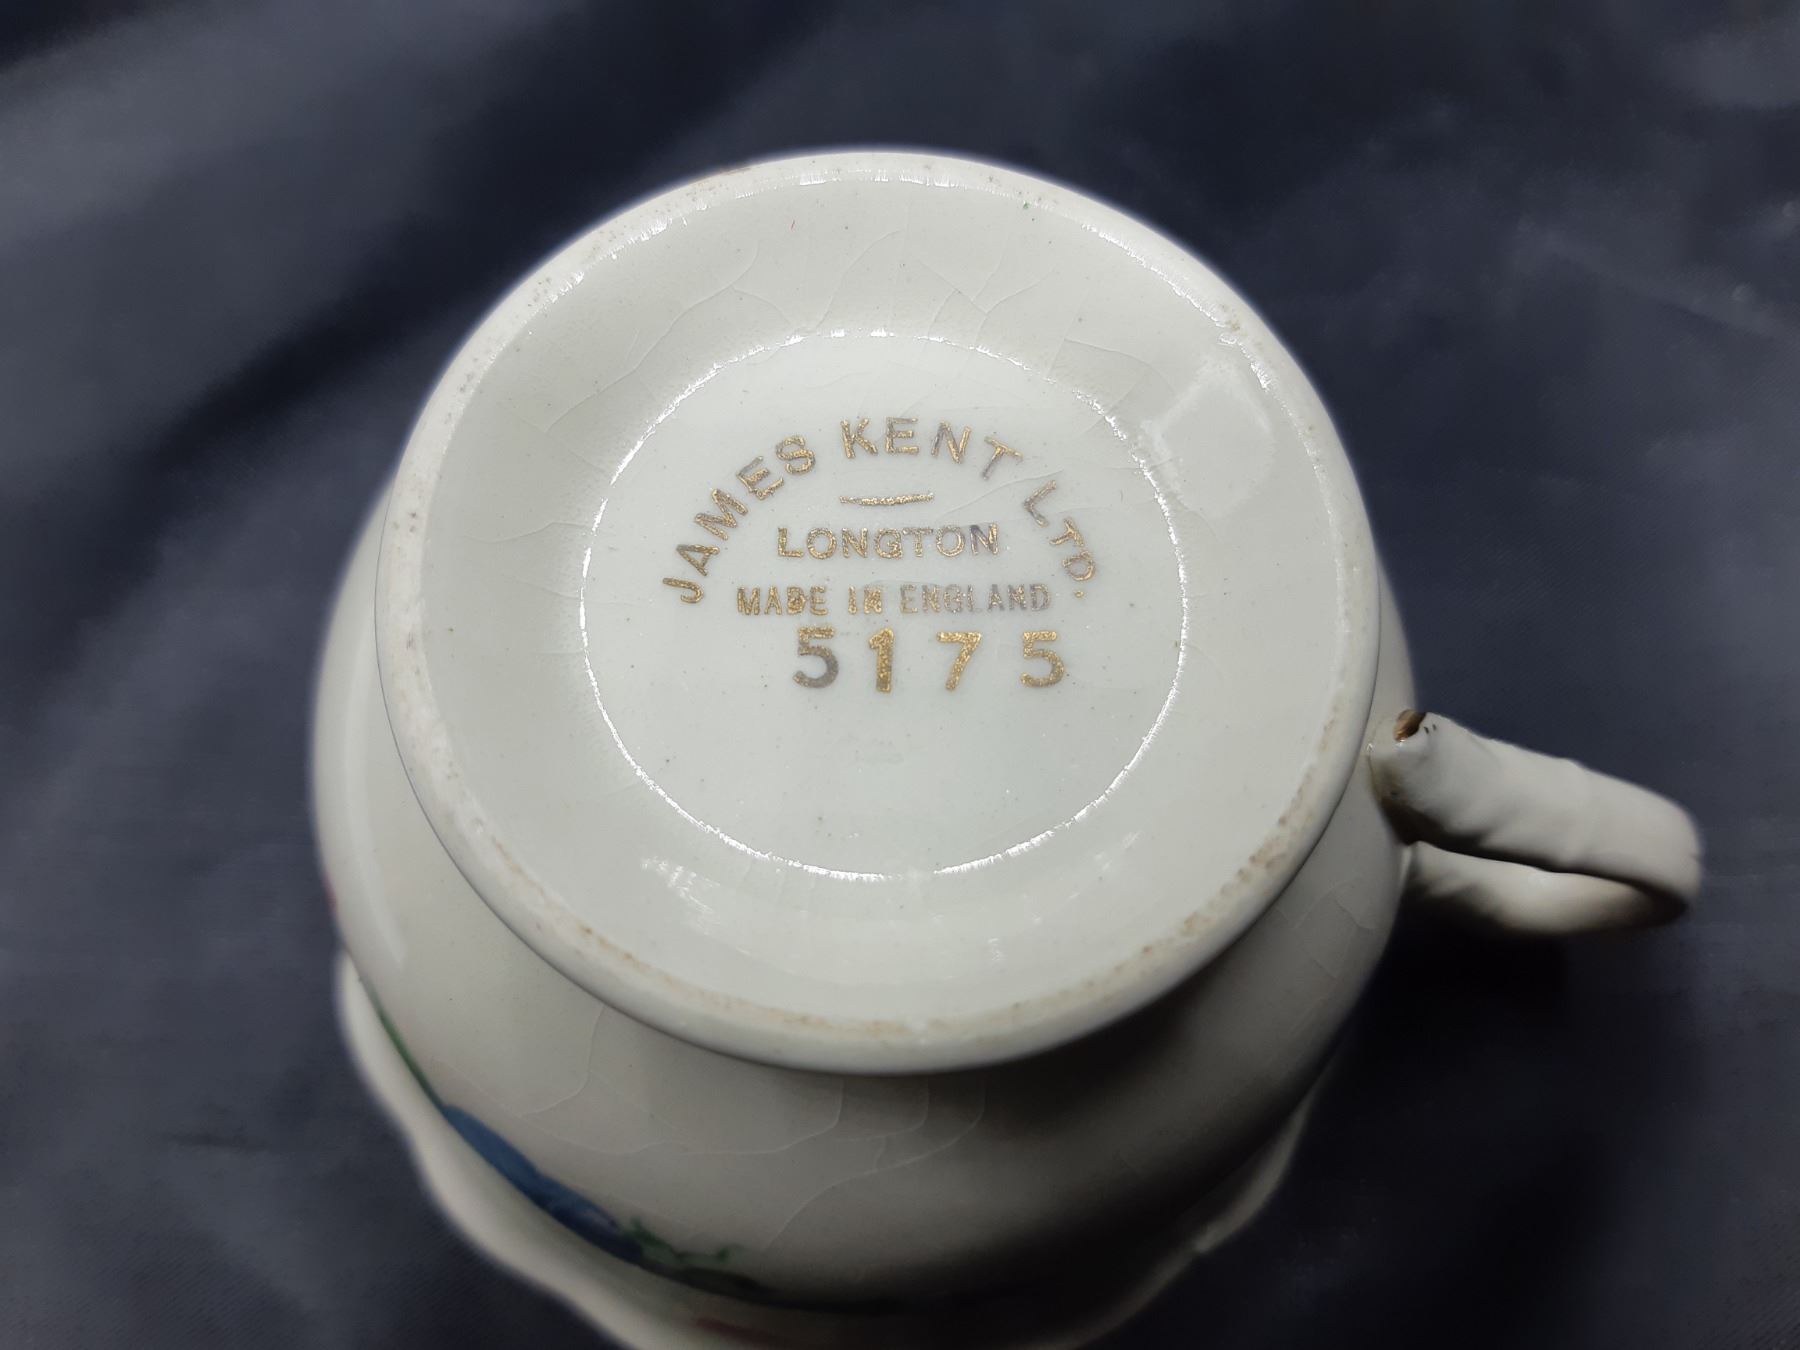 JAMES KENT LTD.
LONGTON
MADE IN ENGLAND
5175